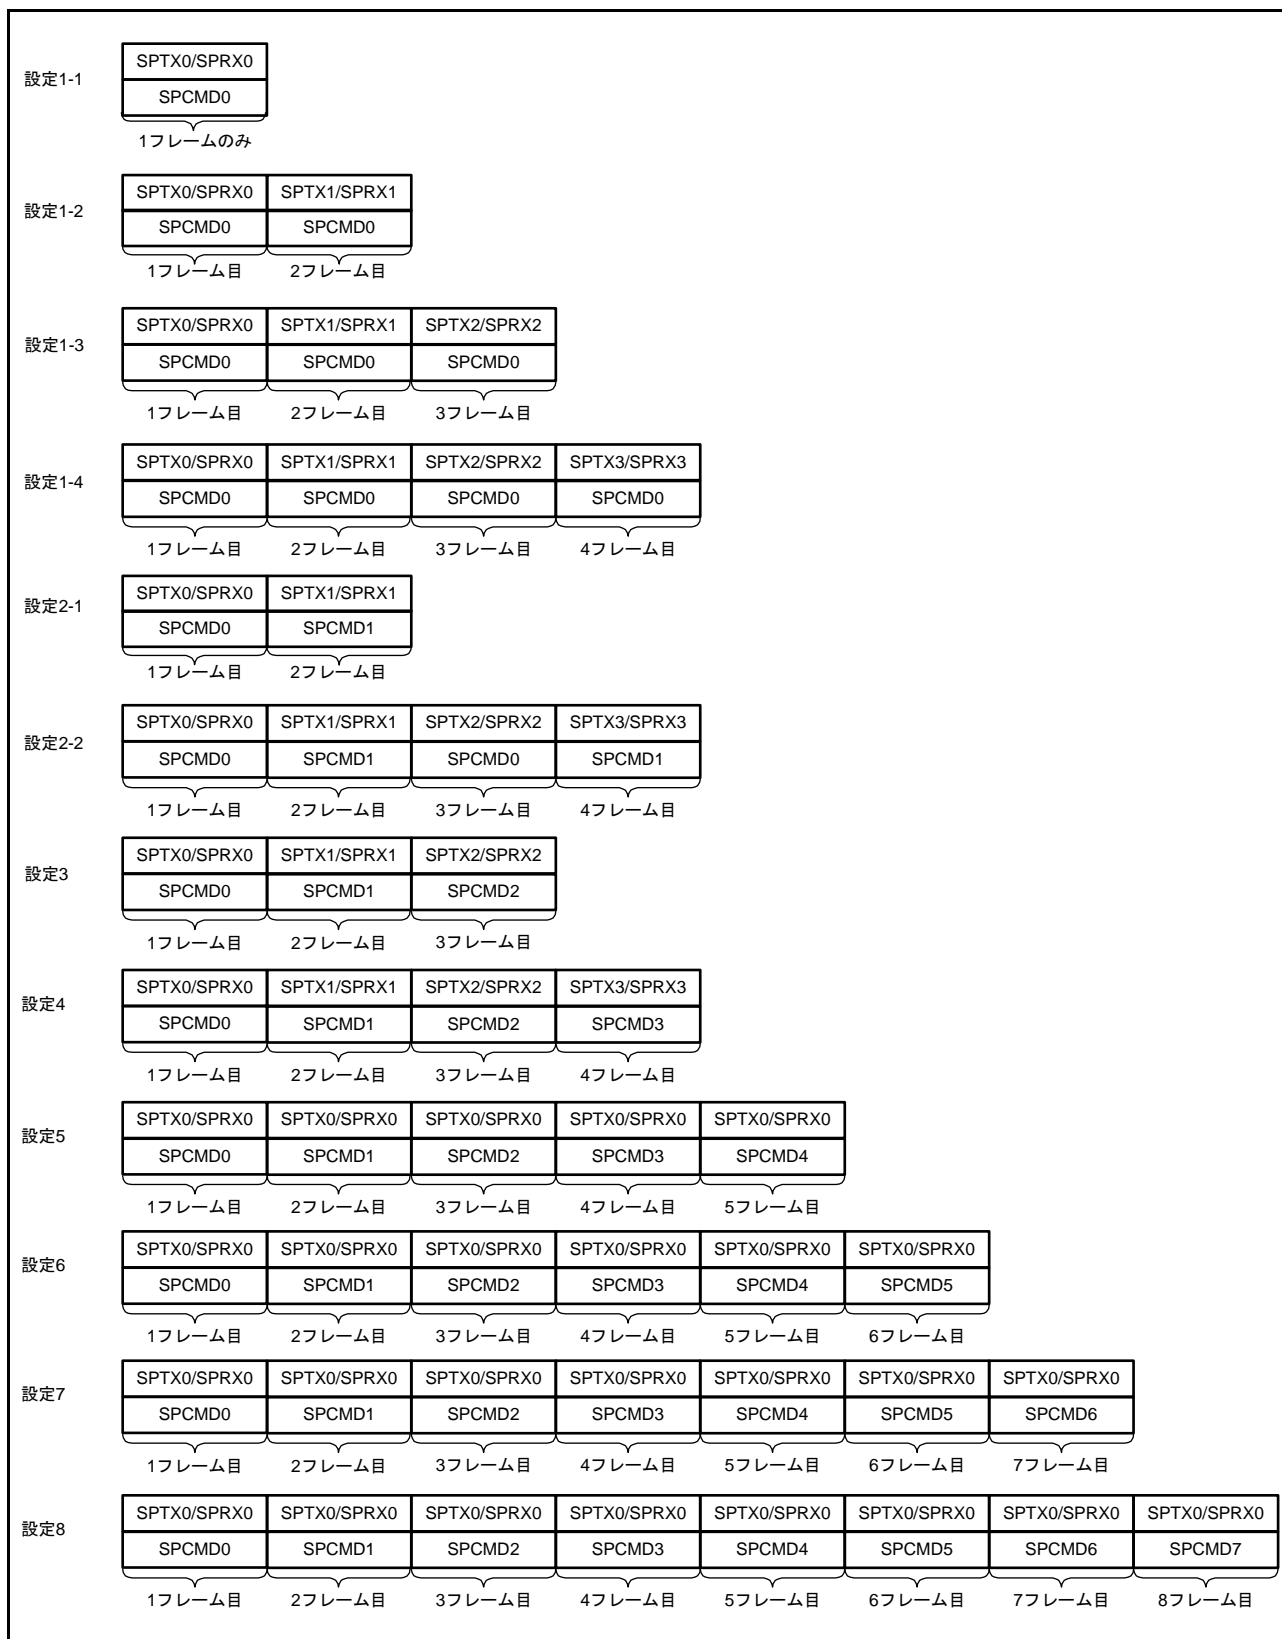 設定1-1
SPTX0/SPRX0
SPCMD0
1フレームのみ
設定1-2
SPTX0/SPRX0 SPTX1/SPRX1
SPCMD0 SPCMD0
1フレーム目 2フレーム目
設定1-3
SPTX0/SPRX0 SPTX1/SPRX1 SPTX2/SPRX2
SPCMD0 SPCMD0 SPCMD0
1フレーム目 2フレーム目 3フレーム目
設定1-4
SPTX0/SPRX0 SPTX1/SPRX1 SPTX2/SPRX2 SPTX3/SPRX3
SPCMD0 SPCMD0 SPCMD0 SPCMD0
1フレーム目 2フレーム目 3フレーム目 4フレーム目
設定2-1
SPTX0/SPRX0 SPTX1/SPRX1
SPCMD0 SPCMD1
1フレーム目 2フレーム目
設定2-2
SPTX0/SPRX0 SPTX1/SPRX1 SPTX2/SPRX2 SPTX3/SPRX3
SPCMD0 SPCMD1 SPCMD0 SPCMD1
1フレーム目 2フレーム目 3フレーム目 4フレーム目
設定3
SPTX0/SPRX0 SPTX1/SPRX1 SPTX2/SPRX2
SPCMD0 SPCMD1 SPCMD2
1フレーム目 2フレーム目 3フレーム目
設定4
SPTX0/SPRX0 SPTX1/SPRX1 SPTX2/SPRX2 SPTX3/SPRX3
SPCMD0 SPCMD1 SPCMD2 SPCMD3
1フレーム目 2フレーム目 3フレーム目 4フレーム目
設定5
SPTX0/SPRX0 SPTX0/SPRX0 SPTX0/SPRX0 SPTX0/SPRX0 SPTX0/SPRX0
SPCMD0 SPCMD1 SPCMD2 SPCMD3 SPCMD4
1フレーム目 2フレーム目 3フレーム目 4フレーム目 5フレーム目
設定6
SPTX0/SPRX0 SPTX0/SPRX0 SPTX0/SPRX0 SPTX0/SPRX0 SPTX0/SPRX0 SPTX0/SPRX0
SPCMD0 SPCMD1 SPCMD2 SPCMD3 SPCMD4 SPCMD5
1フレーム目 2フレーム目 3フレーム目 4フレーム目 5フレーム目 6フレーム目
設定7
SPTX0/SPRX0 SPTX0/SPRX0 SPTX0/SPRX0 SPTX0/SPRX0 SPTX0/SPRX0 SPTX0/SPRX0 SPTX0/SPRX0
SPCMD0 SPCMD1 SPCMD2 SPCMD3 SPCMD4 SPCMD5 SPCMD6
1フレーム目 2フレーム目 3フレーム目 4フレーム目 5フレーム目 6フレーム目 7フレーム目
設定8
SPTX0/SPRX0 SPTX0/SPRX0 SPTX0/SPRX0 SPTX0/SPRX0 SPTX0/SPRX0 SPTX0/SPRX0 SPTX0/SPRX0 SPTX0/SPRX0
SPCMD0 SPCMD1 SPCMD2 SPCMD3 SPCMD4 SPCMD5 SPCMD6 SPCMD7
1フレーム目 2フレーム目 3フレーム目 4フレーム目 5フレーム目 6フレーム目 7フレーム目 8フレーム目